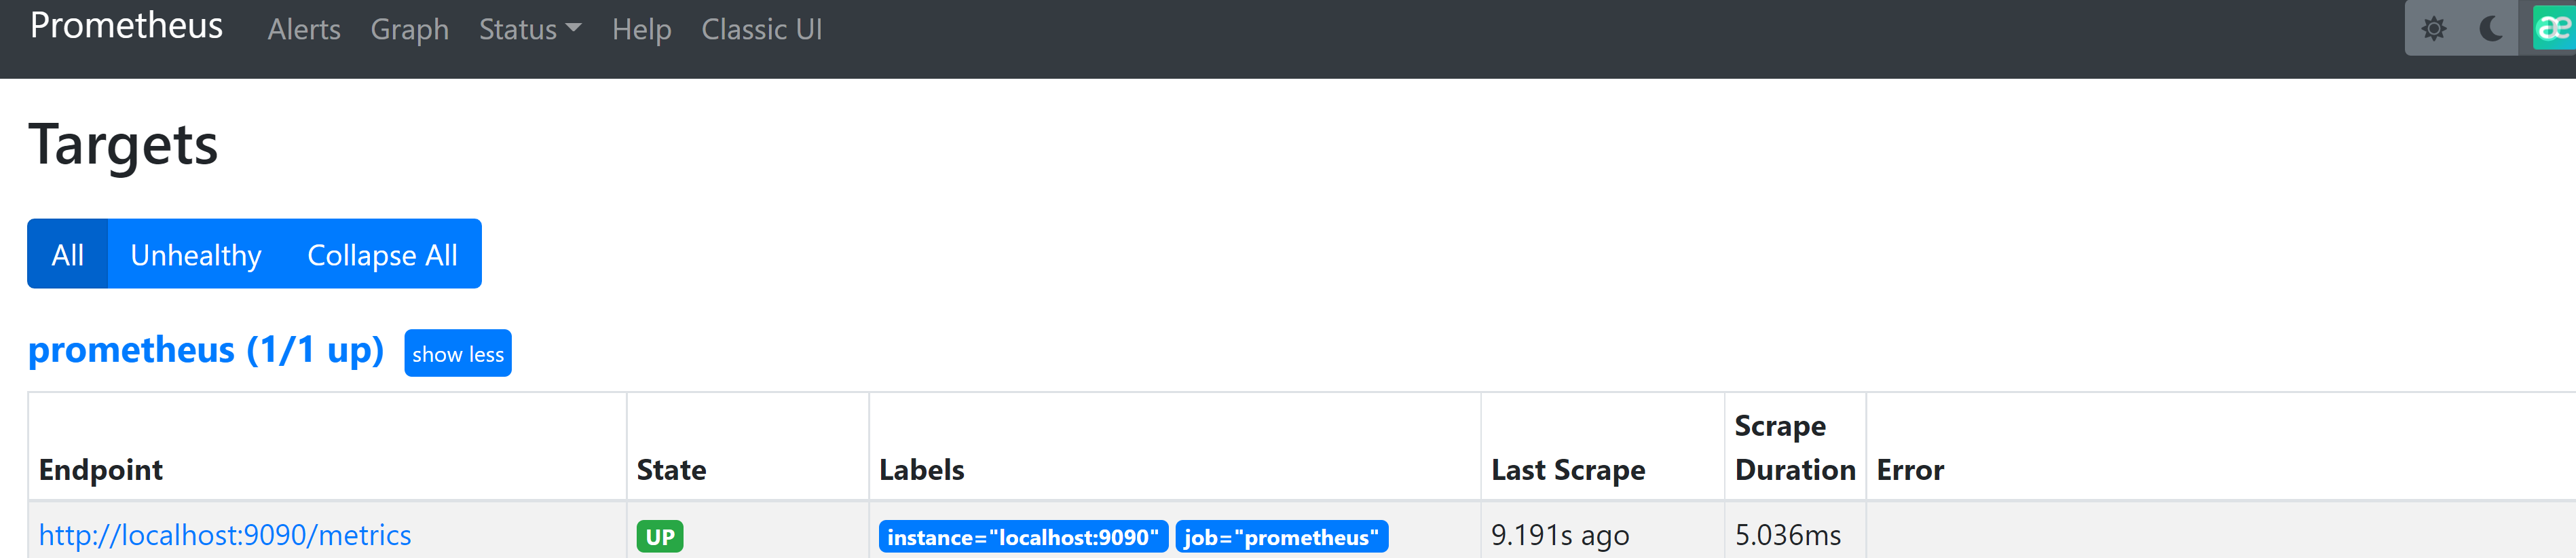 Prometheus Alerts Graph Status Help Classic UI æ
Targets
All Unhealthy Collapse All
prometheus (1/1 up) show less
Endpoint State Labels Last Scrape Scrape Duration Error
http://localhost:9090/metrics UP instance="localhost:9090" job="prometheus" 9.191s ago 5.036ms